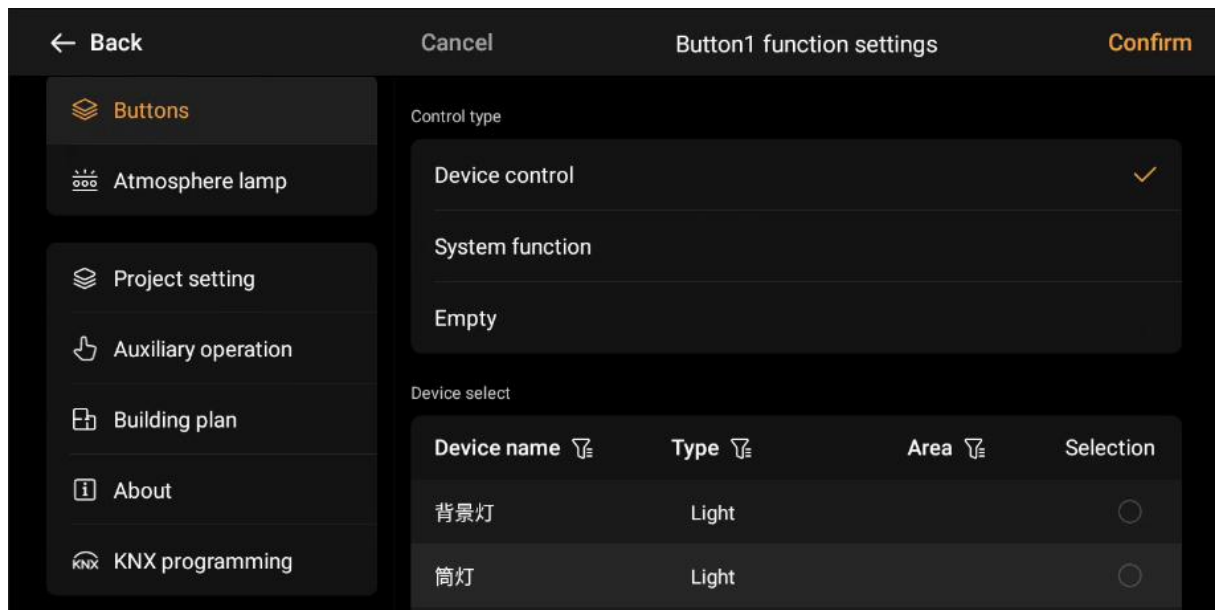 Back
Cancel
Button1 function settings
Confirm
Buttons
Atmosphere lamp
Project setting
Auxiliary operation
Building plan
About
KNX
KNX programming
Control type
Device control
System function
Empty
Device select
Device name Type Area Selection
背景灯 Light
筒灯 Light